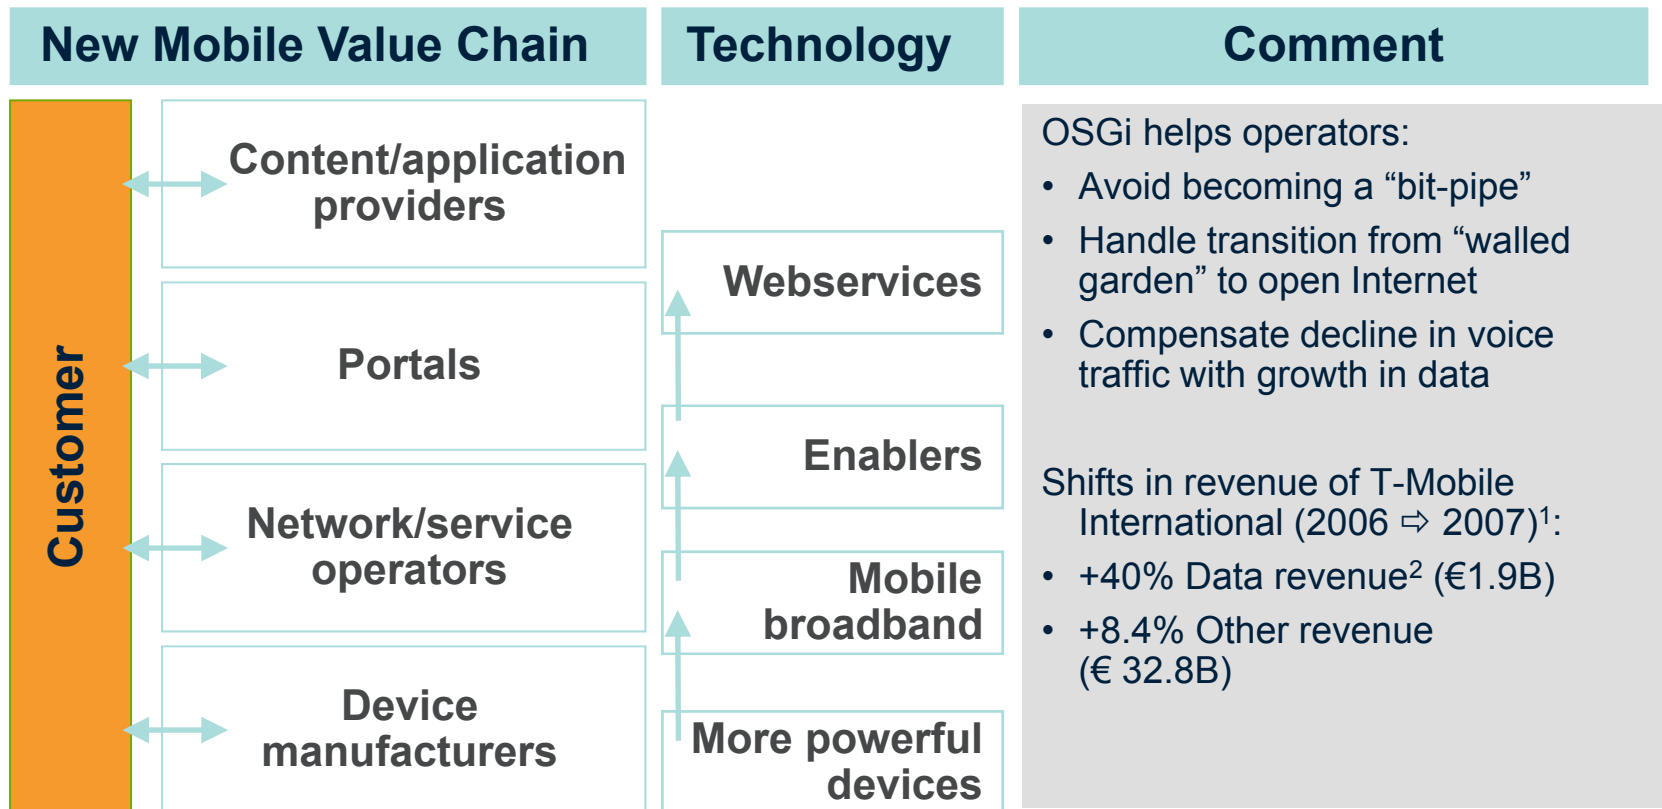 New Mobile Value Chain
Technology
Comment
Customer
Content/application
providers
Portals
Network/service
operators
Device
manufacturers
Webservices
Enablers
Mobile
broadband
More powerful
devices
OSGi helps operators:
• Avoid becoming a “bit-pipe”
• Handle transition from “walled
garden” to open Internet
• Compensate decline in voice
traffic with growth in data
Shifts in revenue of T-Mobile
International (2006 ⇨ 2007)¹:
• +40% Data revenue² (€1.9B)
• +8.4% Other revenue
(€ 32.8B)